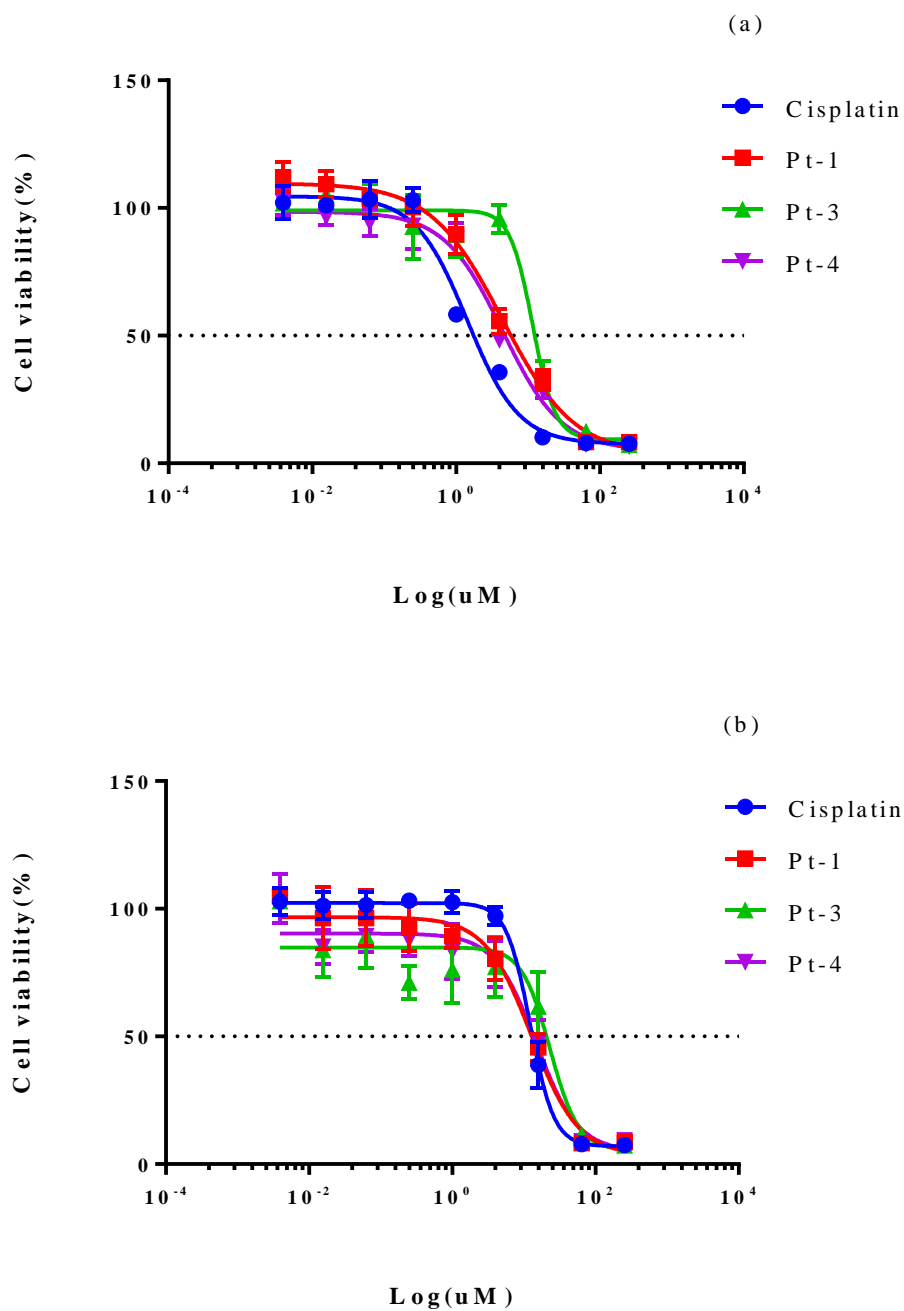 (a)
150
100
50
0
Cell viability(%)
10⁻⁴ 10⁻² 10⁰ 10² 10⁴
Log(uM)
Cisplatin
Pt-1
Pt-3
Pt-4
(b)
150
100
50
0
Cell viability(%)
10⁻⁴ 10⁻² 10⁰ 10² 10⁴
Log(uM)
Cisplatin
Pt-1
Pt-3
Pt-4